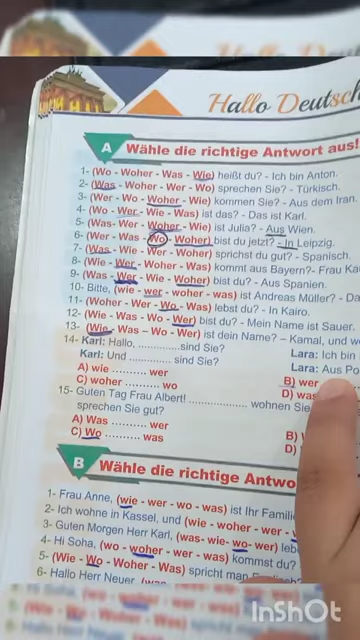 Hallo Deutsch
A Wähle die richtige Antwort aus!
1- (Wo - Woher - Was - Wie) heißt du? - Ich bin Anton.
2- (Was - Woher - Wer - Wo) sprechen Sie? - Türkisch.
3- (Wer - Wo - Woher - Wie) kommen Sie? - Aus dem Iran.
4- (Wo - Wer - Wie - Was) ist das? - Das ist Karl.
5- (Was- Wer - Woher - Wie) ist Julia? - Aus Wien.
6- (Wer - Was - Wo - Woher) bist du jetzt? - In Leipzig.
7- (Was - Wie - Wer - Woher) sprichst du gut? - Spanisch.
8- (Wie - Wer - Woher - Was) kommt aus Bayern?- Frau Ka
9- (Was - Wer - Wie - Woher) bist du? - Aus Spanien.
10- Bitte, (wie - wer - woher - was) ist Andreas Müller? - Da
11- (Woher - Wer - Wo - Was) lebst du? - In Kairo.
12- (Wie - Was - Wo - Wer) bist du? - Mein Name ist Sauer.
13- (Wie - Was – Wo - Wer) ist dein Name? – Kamal, und w
14- Karl: Hallo, ............sind Sie? Lara: Ich bin
Karl: Und ............ sind Sie? Lara: Aus Po
A) wie .......... wer B) wer
C) woher .......... wo D) was
15- Guten Tag Frau Albert! ................ wohnen Sie
sprechen Sie gut?
A) Was .......... wer B)
C) Wo .......... was D)
B Wähle die richtige Antwo
1- Frau Anne, (wie - wer - wo - was) ist Ihr Famili
2- Ich wohne in Kassel, und (wie - woher - wer -
3- Guten Morgen Herr Karl, (was- wie- wo- wer) leb
4- Hi Soha, (wo - woher - wer - was) kommst du?
5- (Wie - Wo - Woher - Was) spricht man
6- Hallo Herr Neuer,
InShOt